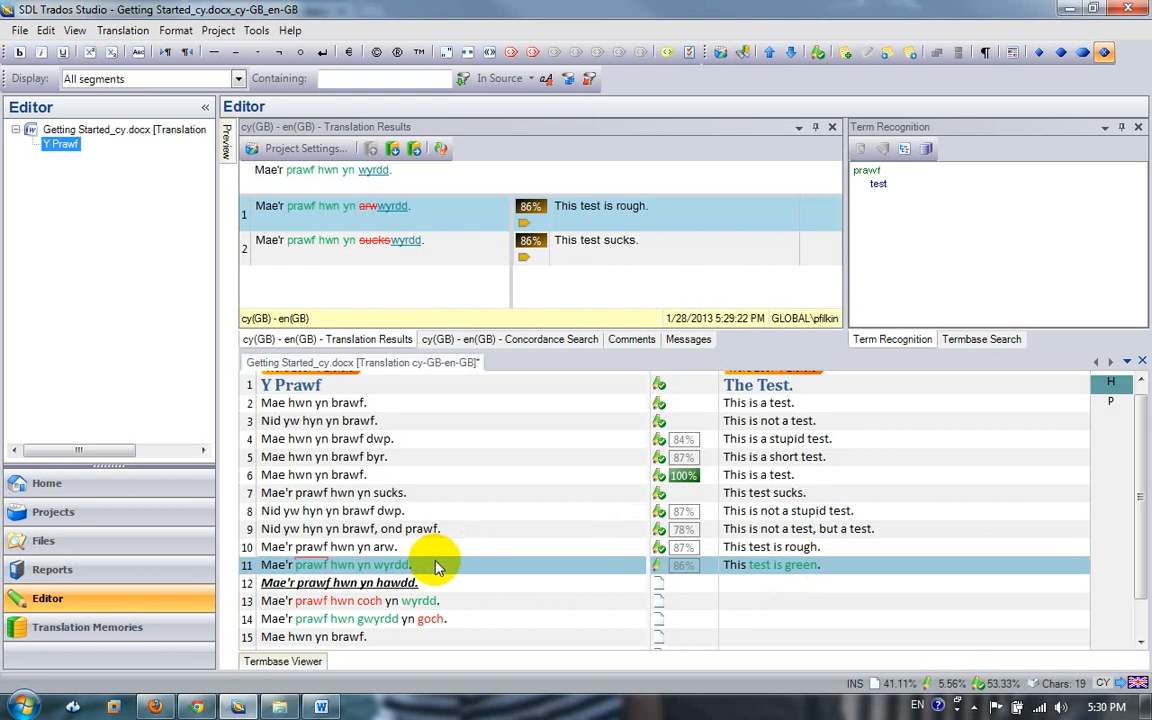 SDL Trados Studio - Getting Started_cy.docx_cy-GB_en-GB
File Edit View Translation Format Project Tools Help
Display: All segments Containing: In Source
Editor
Editor
Getting Started_cy.docx [Translation
Y Prawf
Preview
cy(GB) - en(GB) - Translation Results
Project Settings...
Mae'r prawf hwn yn wyrdd.
1 Mae'r prawf hwn yn arwwyrdd. 86% This test is rough.
2 Mae'r prawf hwn yn suckswyrdd. 86% This test sucks.
cy(GB) - en(GB) 1/28/2013 5:29:22 PM GLOBAL\pfilkin
cy(GB) - en(GB) - Translation Results cy(GB) - en(GB) - Concordance Search Comments Messages
Term Recognition
prawf
test
Term Recognition Termbase Search
Getting Started_cy.docx [Translation cy-GB-en-GB]*
1 Y Prawf The Test. H
2 Mae hwn yn brawf. This is a test. P
3 Nid yw hyn yn brawf. This is not a test.
4 Mae hwn yn brawf dwp. 84% This is a stupid test.
5 Mae hwn yn brawf byr. 87% This is a short test.
6 Mae hwn yn brawf. 100% This is a test.
7 Mae'r prawf hwn yn sucks. This test sucks.
8 Nid yw hyn yn brawf dwp. 87% This is not a stupid test.
9 Nid yw hyn yn brawf, ond prawf. 78% This is not a test, but a test.
10 Mae'r prawf hwn yn arw. 87% This test is rough.
11 Mae'r prawf hwn yn wyrdd. 86% This test is green.
12 Mae'r prawf hwn yn hawdd.
13 Mae'r prawf hwn coch yn wyrdd.
14 Mae'r prawf hwn gwyrdd yn goch.
15 Mae hwn yn brawf.
Termbase Viewer
Home
Projects
Files
Reports
Editor
Translation Memories
INS 41.11% 5.56% 53.33% Chars: 19 CY
EN 5:30 PM